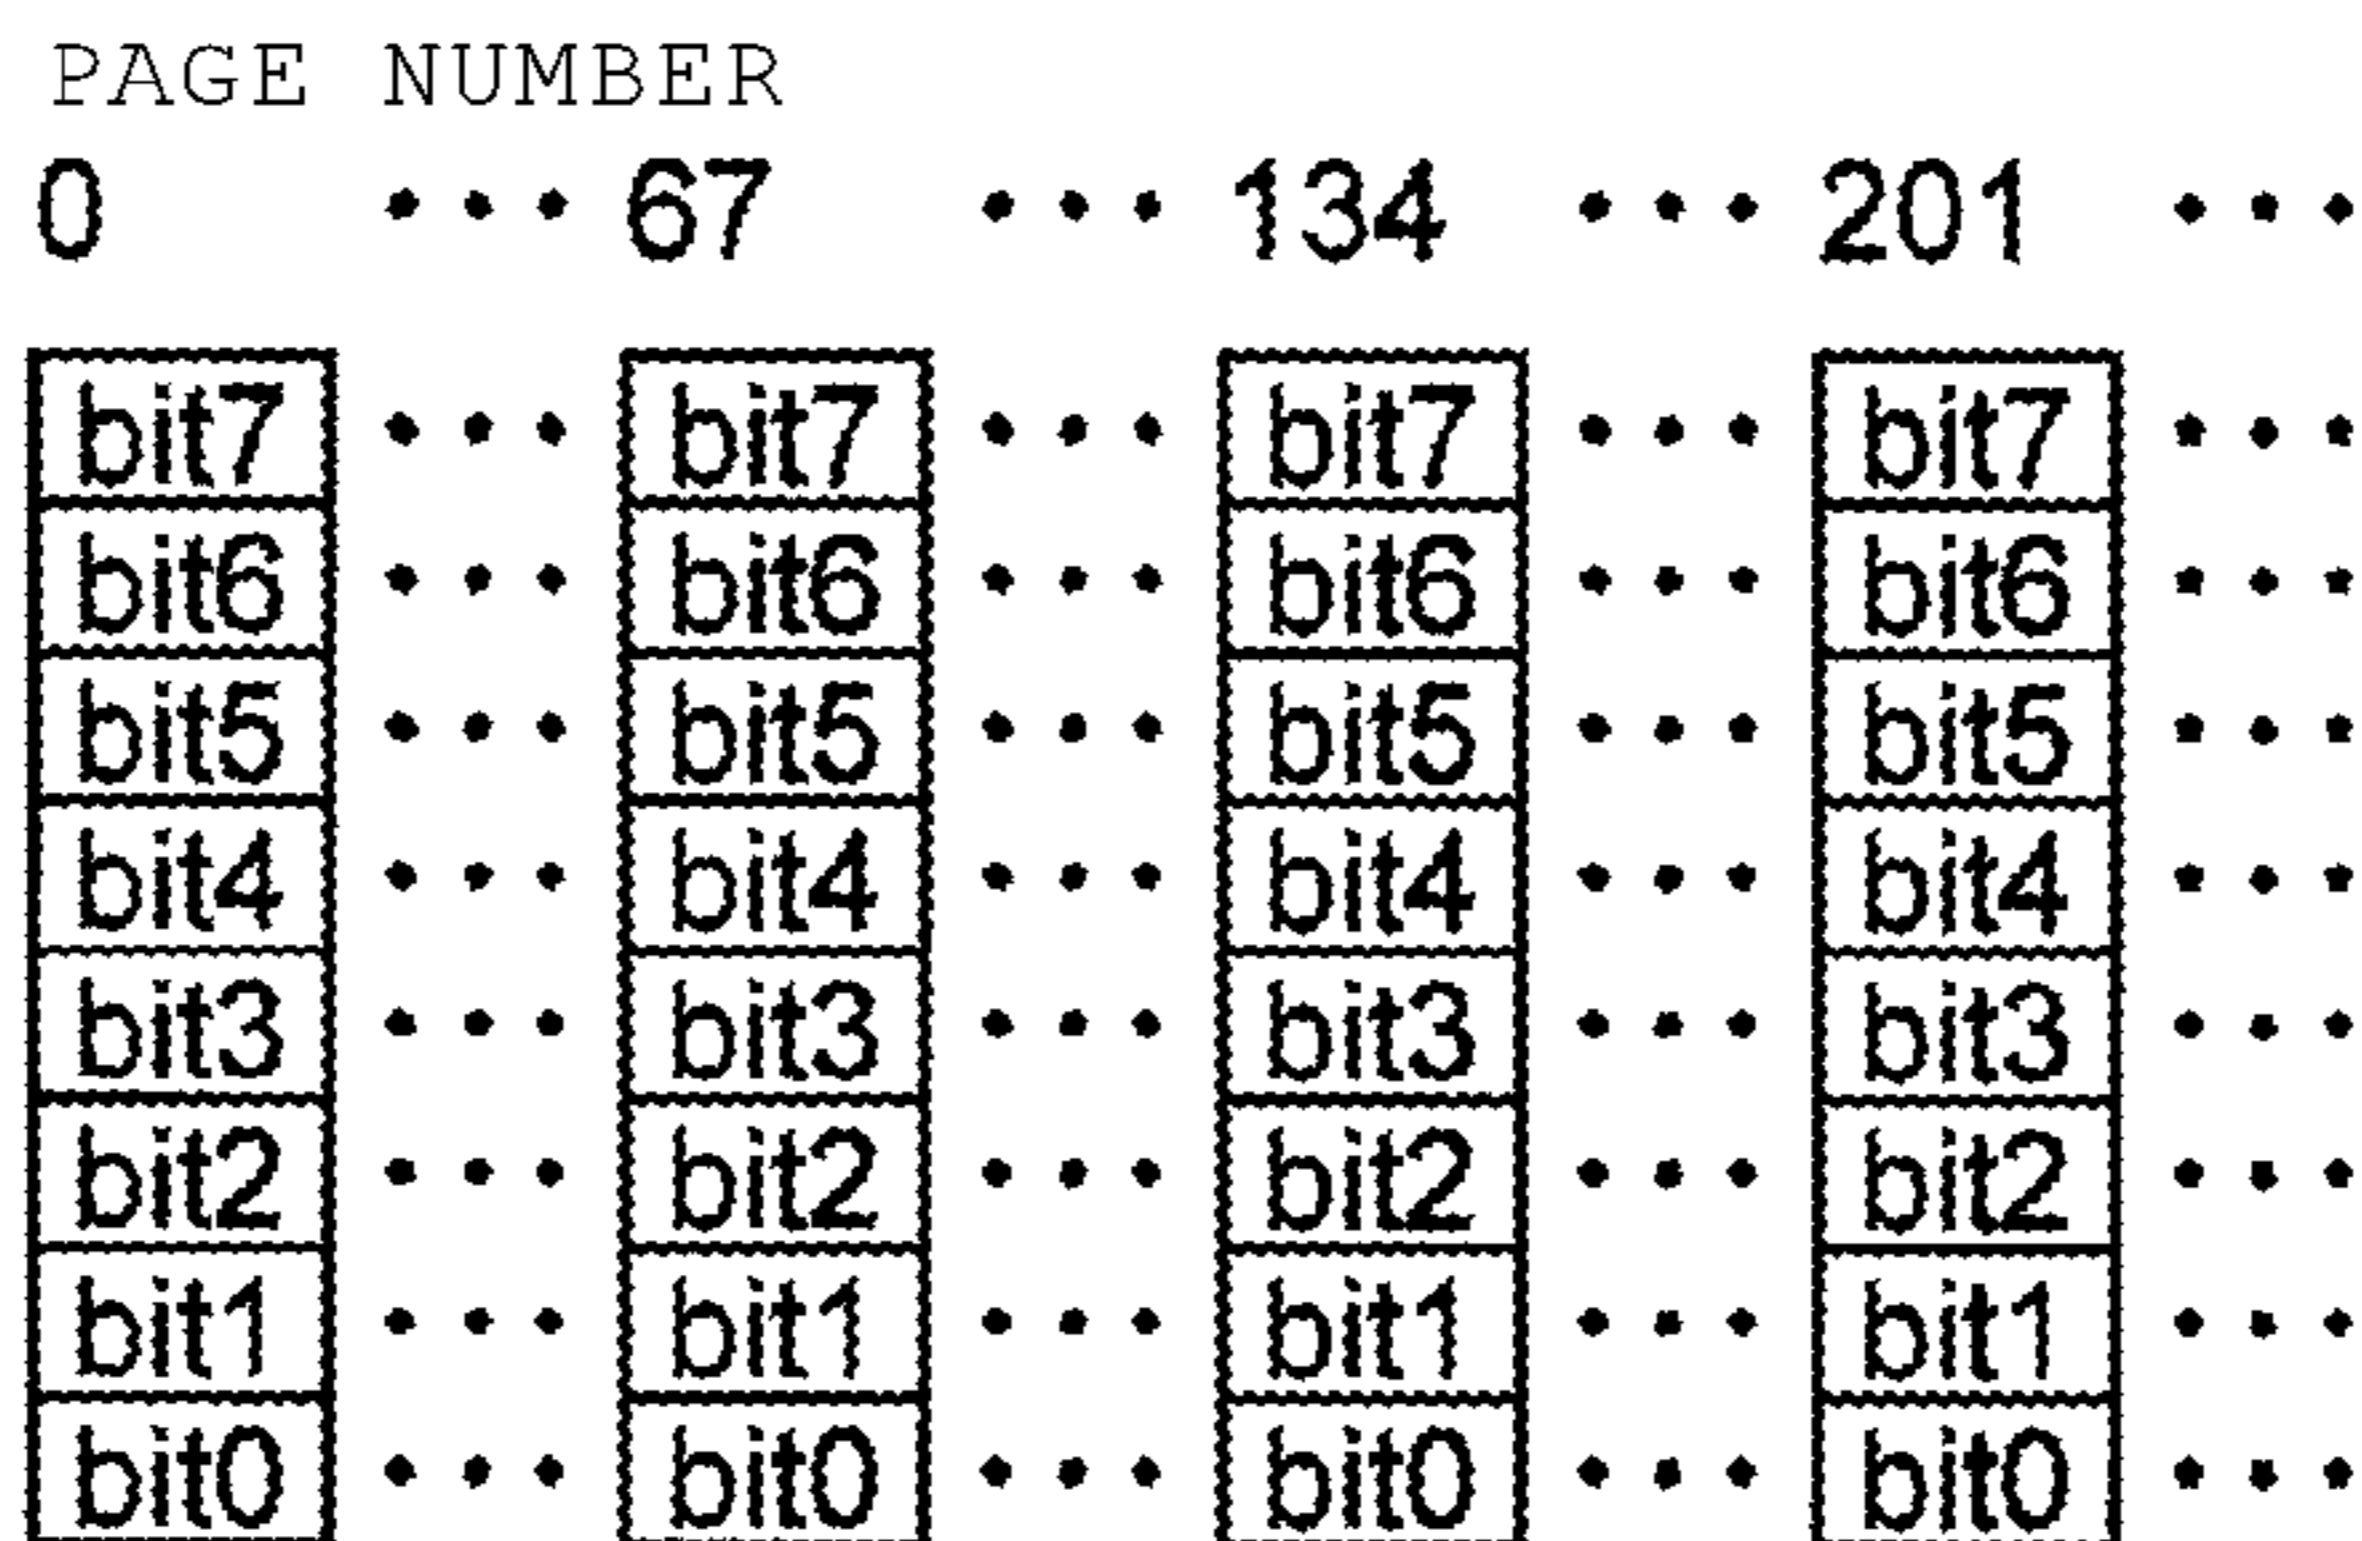 PAGE NUMBER
0 • • • 67 • • • 134 • • • 201 • • •
bit7 • • • bit7 • • • bit7 • • • bit7 • • •
bit6 • • • bit6 • • • bit6 • • • bit6 • • •
bit5 • • • bit5 • • • bit5 • • • bit5 • • •
bit4 • • • bit4 • • • bit4 • • • bit4 • • •
bit3 • • • bit3 • • • bit3 • • • bit3 • • •
bit2 • • • bit2 • • • bit2 • • • bit2 • • •
bit1 • • • bit1 • • • bit1 • • • bit1 • • •
bit0 • • • bit0 • • • bit0 • • • bit0 • • •